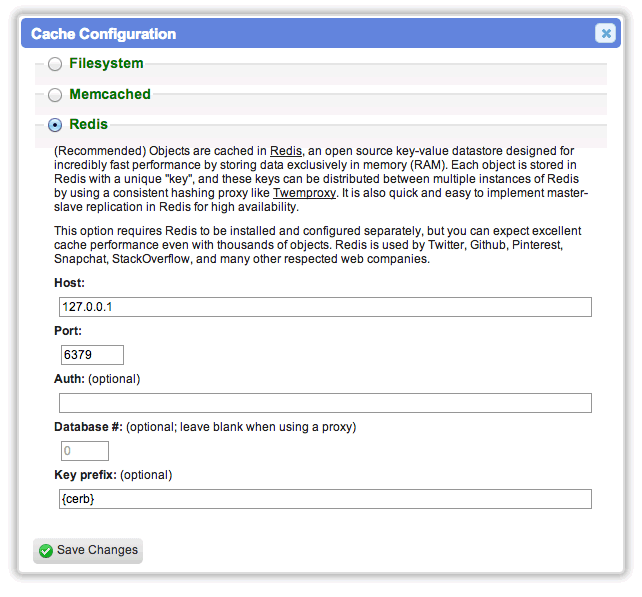 Cache Configuration
Filesystem
Memcached
Redis
(Recommended) Objects are cached in Redis, an open source key-value datastore designed for
incredibly fast performance by storing data exclusively in memory (RAM). Each object is stored in
Redis with a unique "key", and these keys can be distributed between multiple instances of Redis
by using a consistent hashing proxy like Twemproxy. It is also quick and easy to implement master-
slave replication in Redis for high availability.
This option requires Redis to be installed and configured separately, but you can expect excellent
cache performance even with thousands of objects. Redis is used by Twitter, Github, Pinterest,
Snapchat, StackOverflow, and many other respected web companies.
Host:
127.0.0.1
Port:
6379
Auth: (optional)
Database #: (optional; leave blank when using a proxy)
0
Key prefix: (optional)
{cerb}
Save Changes